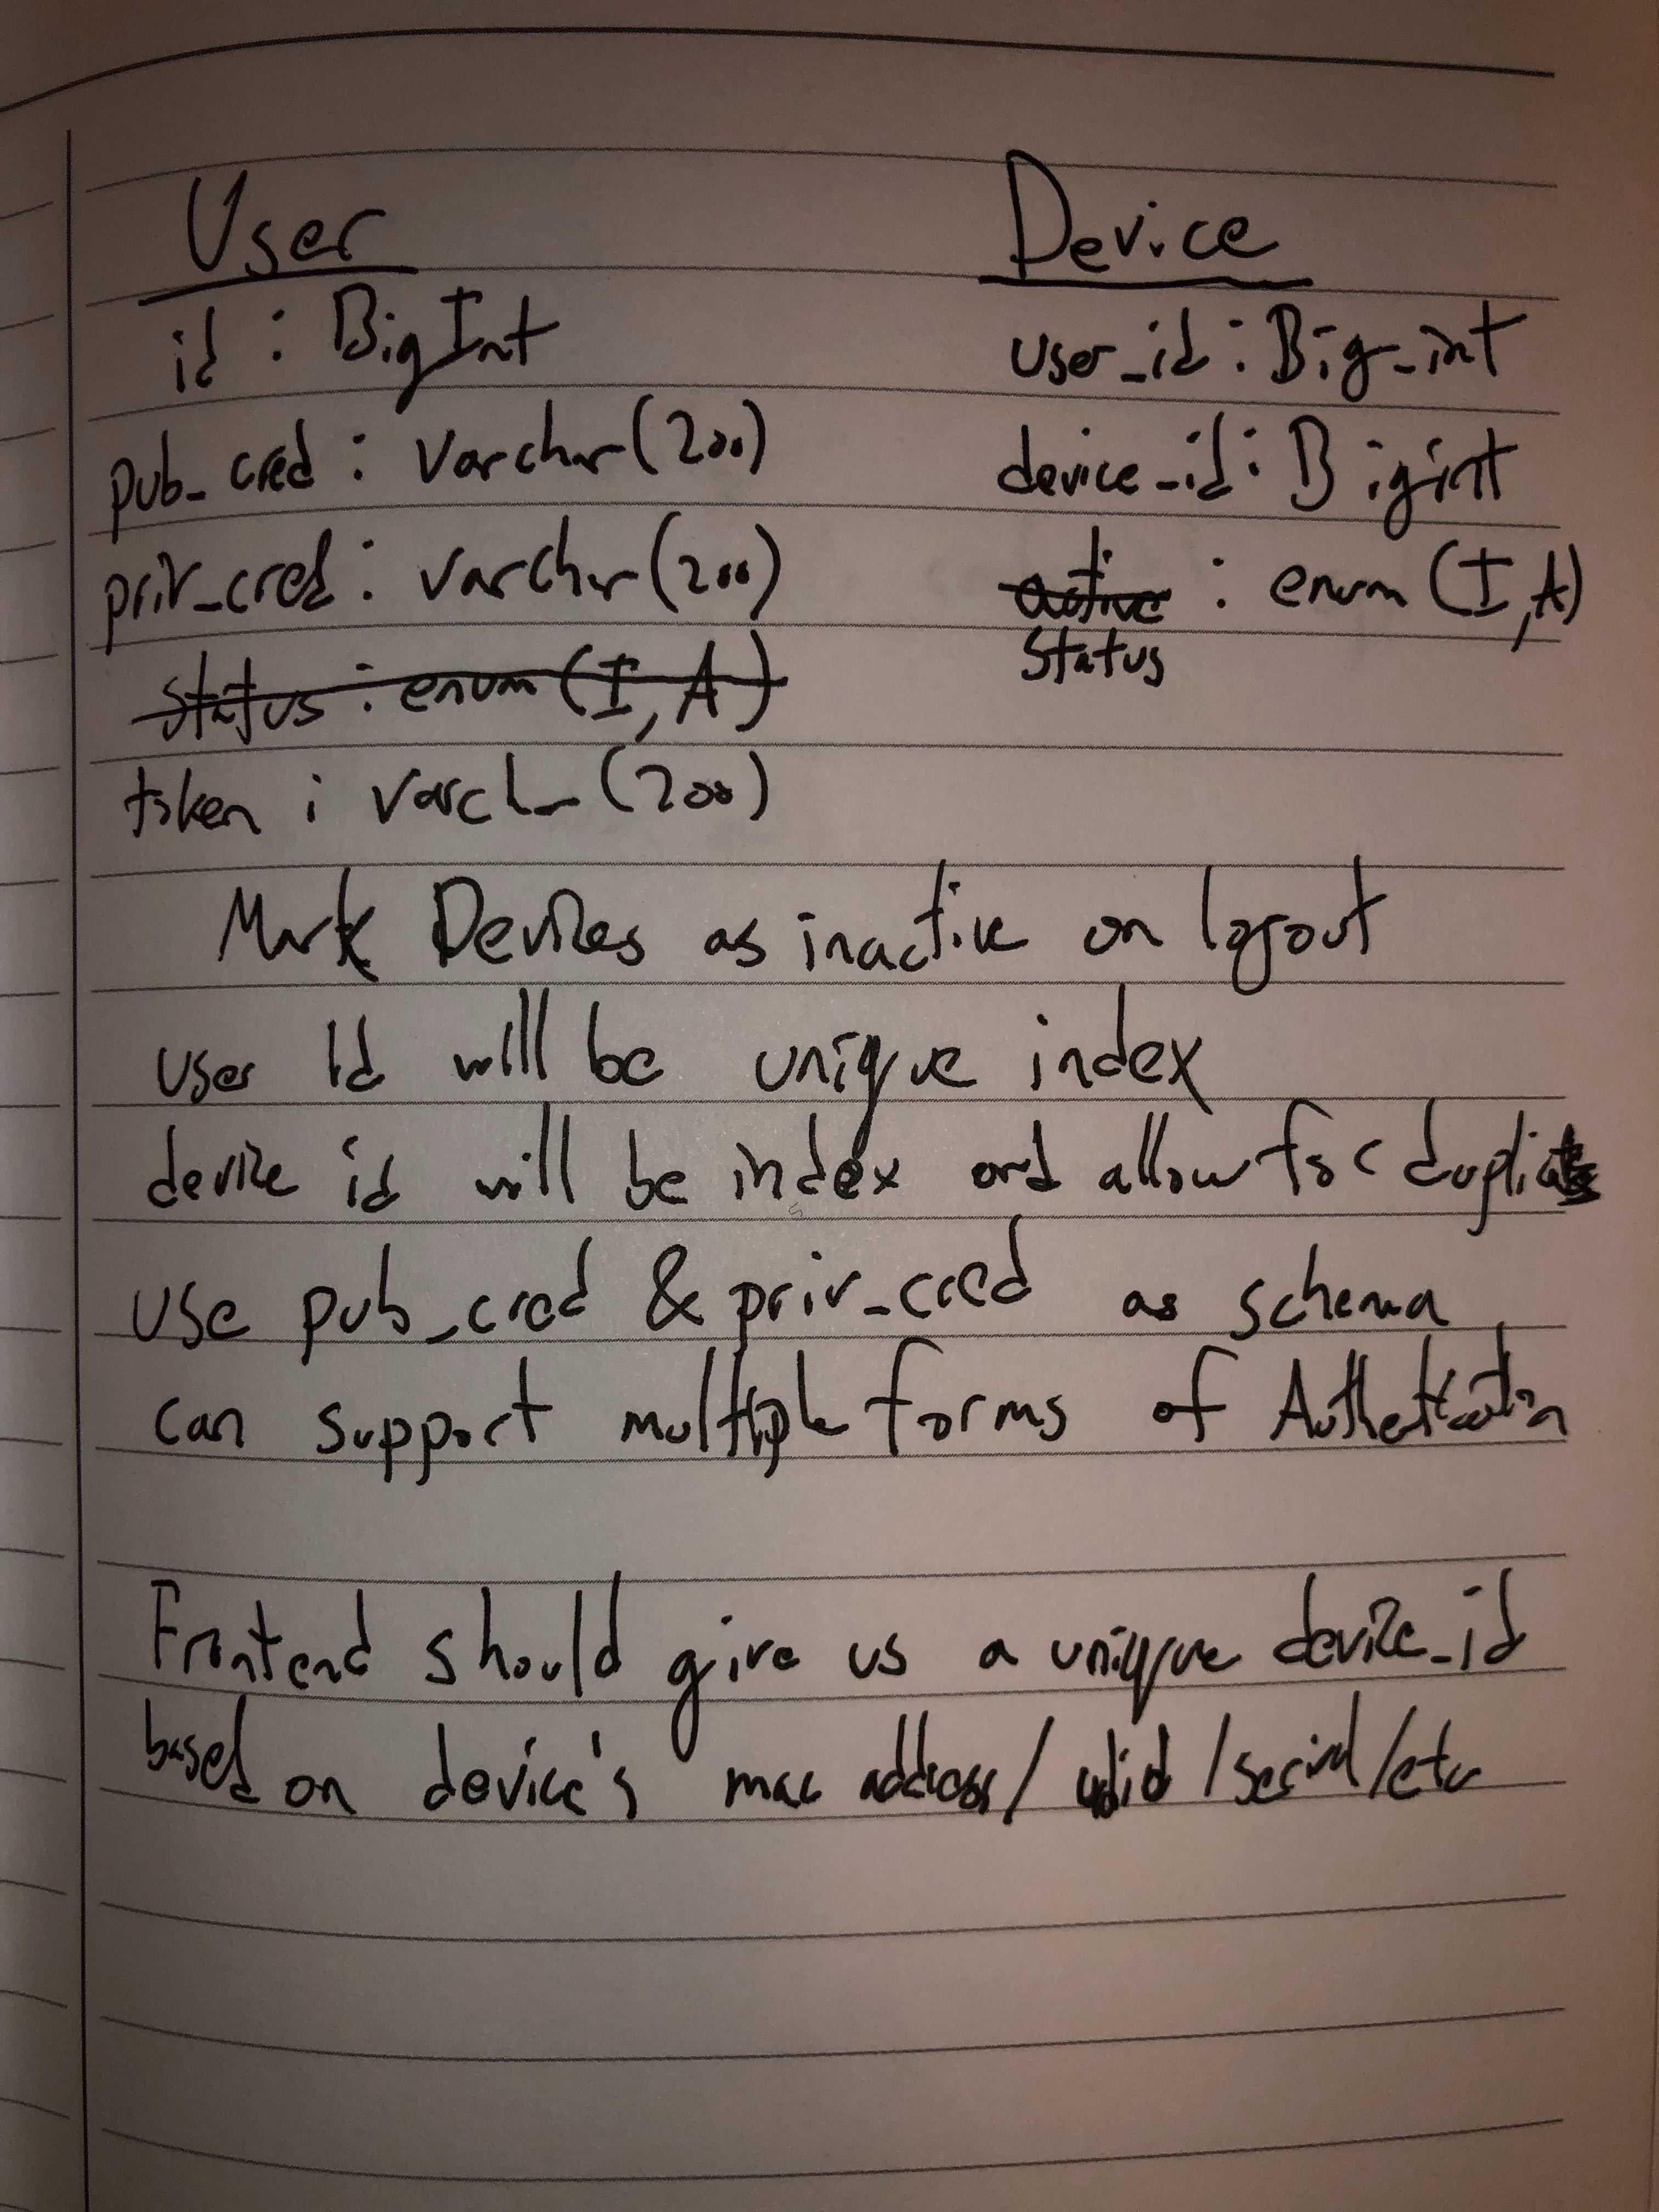 User
id : BigInt
pub_cred : varchar(200)
priv_cred : varchar(200)
status : enum(I,A)
token : varchar(200)
Device
user_id : Big_int
device_id : Bigint
active : enum(I,A)
Status
Mark Devices as inactive on logout
user Id will be unique index
device id will be index and allow for duplicates
use pub_cred & priv_cred as schema
can support multiple forms of Authentication
Frontend should give us a unique device_id
based on device's mac address/ /serial/etc